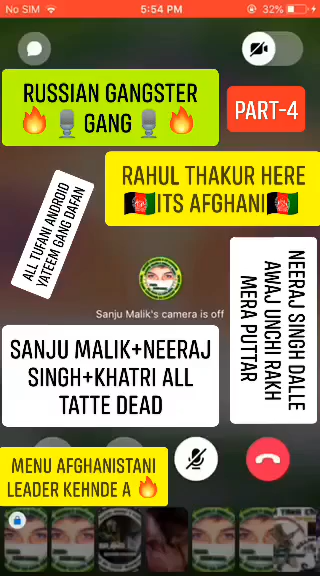 No SIM 5:54 PM 32%
RUSSIAN GANGSTER
🔥🎙️GANG🎙️🔥
PART-4
RAHUL THAKUR HERE
🇦🇫ITS AFGHANI🇦🇫
ALL TUFANI ANDROID
YATEEM GANG DAFAN
NEERAJ SINGH DALLE
AWAJ UNCHI RAKH
MERA PUTTAR
Sanju Malik's camera is off
SANJU MALIK+NEERAJ
SINGH+KHATRI ALL
TATTE DEAD
MENU AFGHANISTANI
LEADER KEHNDE A 🔥